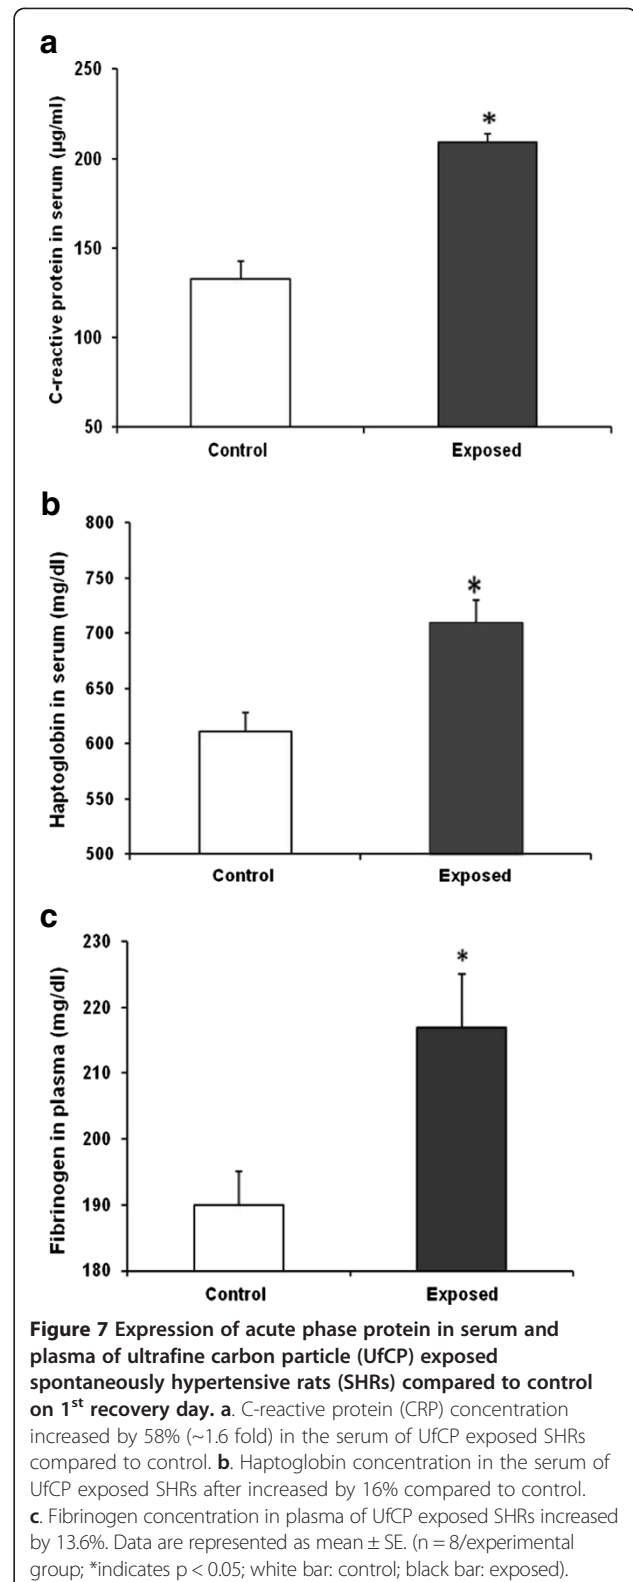 a
250
200
150
100
50
C-reactive protein in serum (µg/ml)
*
Control Exposed
b
800
750
700
650
600
550
500
Haptoglobin in serum (mg/dl)
*
Control Exposed
c
230
220
210
200
190
180
Fibrinogen in plasma (mg/dl)
*
Control Exposed
Figure 7 Expression of acute phase protein in serum and
plasma of ultrafine carbon particle (UfCP) exposed
spontaneously hypertensive rats (SHRs) compared to control
on 1st recovery day. a. C-reactive protein (CRP) concentration
increased by 58% (~1.6 fold) in the serum of UfCP exposed SHRs
compared to control. b. Haptoglobin concentration in the serum of
UfCP exposed SHRs after increased by 16% compared to control.
c. Fibrinogen concentration in plasma of UfCP exposed SHRs increased
by 13.6%. Data are represented as mean ± SE. (n = 8/experimental
group; *indicates p < 0.05; white bar: control; black bar: exposed).